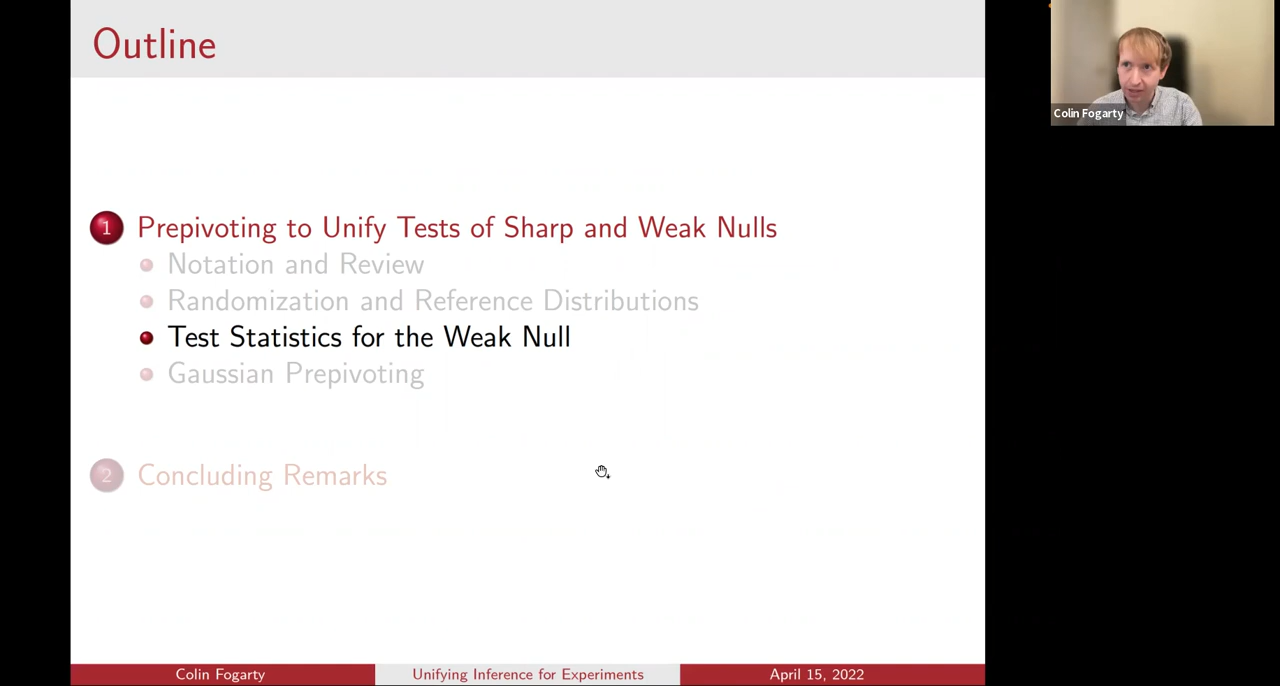 Outline
Colin Fogarty
1 Prepivoting to Unify Tests of Sharp and Weak Nulls
Notation and Review
Randomization and Reference Distributions
Test Statistics for the Weak Null
Gaussian Prepivoting
2 Concluding Remarks
Colin Fogarty Unifying Inference for Experiments April 15, 2022